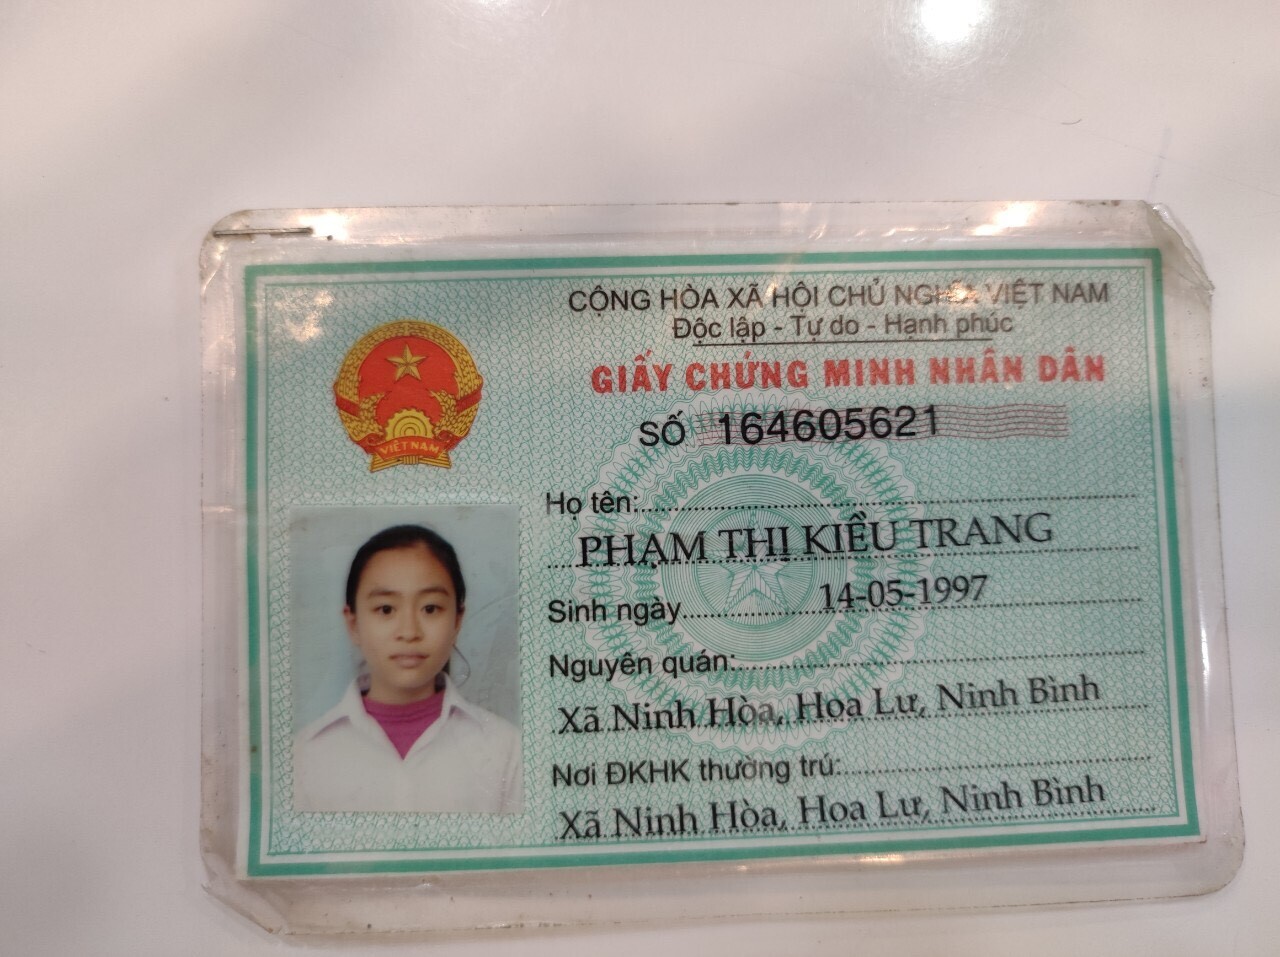 CỘNG HÒA XÃ HỘI CHỦ NGHĨA VIỆT NAM
Độc lập - Tự do - Hạnh phúc
GIẤY CHỨNG MINH NHÂN DÂN
SỐ 164605621
VIỆT NAM
Họ tên:
PHẠM THỊ KIỀU TRANG
Sinh ngày 14-05-1997
Nguyên quán:
Xã Ninh Hòa, Hoa Lư, Ninh Bình
Nơi ĐKHK thường trú:
Xã Ninh Hòa, Hoa Lư, Ninh Bình